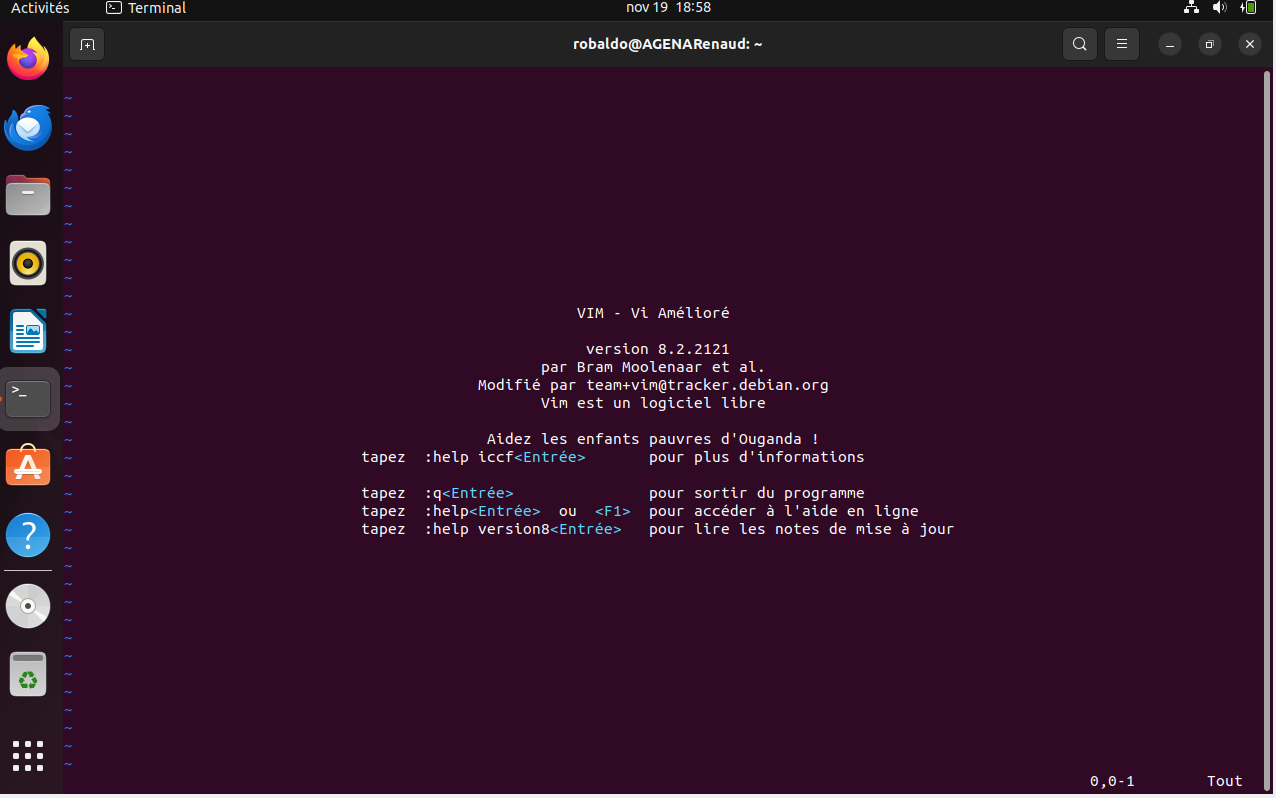 Activités Terminal nov 19 18:58
robaldo@AGENARenaud: ~
~
~
~
~
~
~
~
~
~
~
~
~
~ VIM - Vi Amélioré
~
~ version 8.2.2121
~ par Bram Moolenaar et al.
~ Modifié par team+vim@tracker.debian.org
~ Vim est un logiciel libre
~
~ Aidez les enfants pauvres d'Ouganda !
~ tapez :help iccf<Entrée> pour plus d'informations
~
~ tapez :q<Entrée> pour sortir du programme
~ tapez :help<Entrée> ou <F1> pour accéder à l'aide en ligne
~ tapez :help version8<Entrée> pour lire les notes de mise à jour
~
~
~
~
~
~
~
~
~
~
~
~
~
0,0-1 Tout